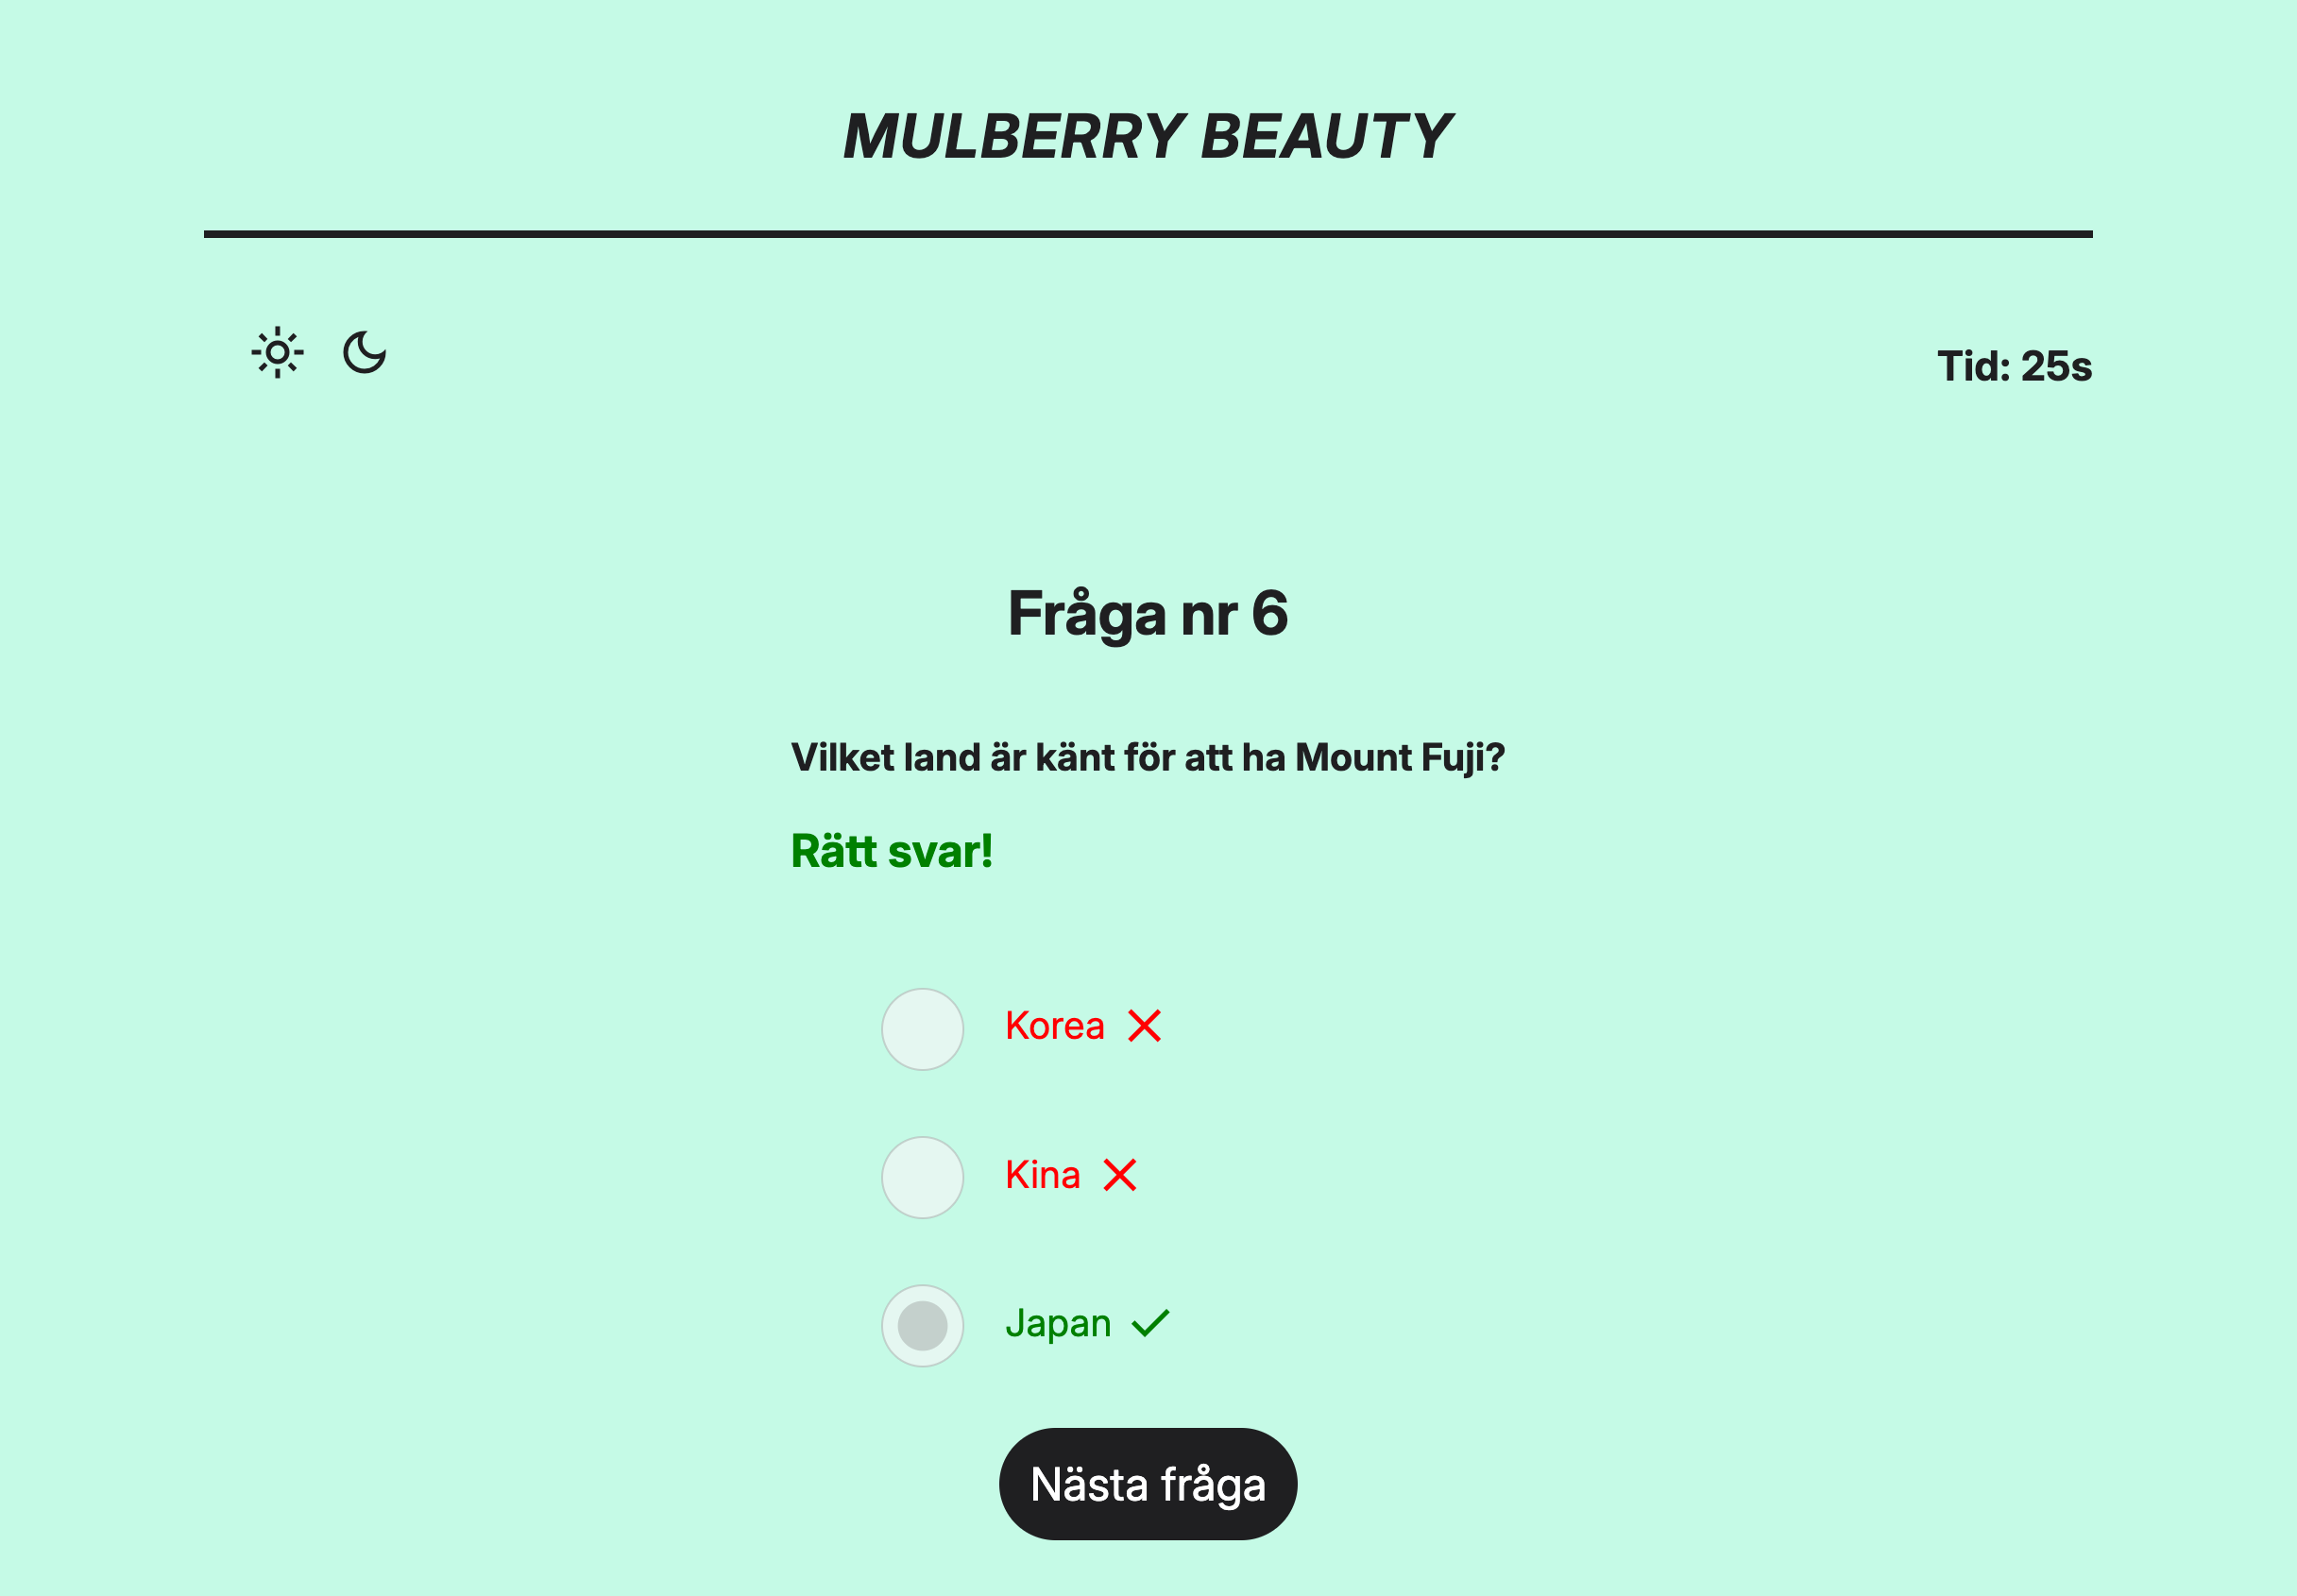 MULBERRY BEAUTY
Tid: 25s
Fråga nr 6
Vilket land är känt för att ha Mount Fuji?
Rätt svar!
Korea
Kina
Japan
Nästa fråga